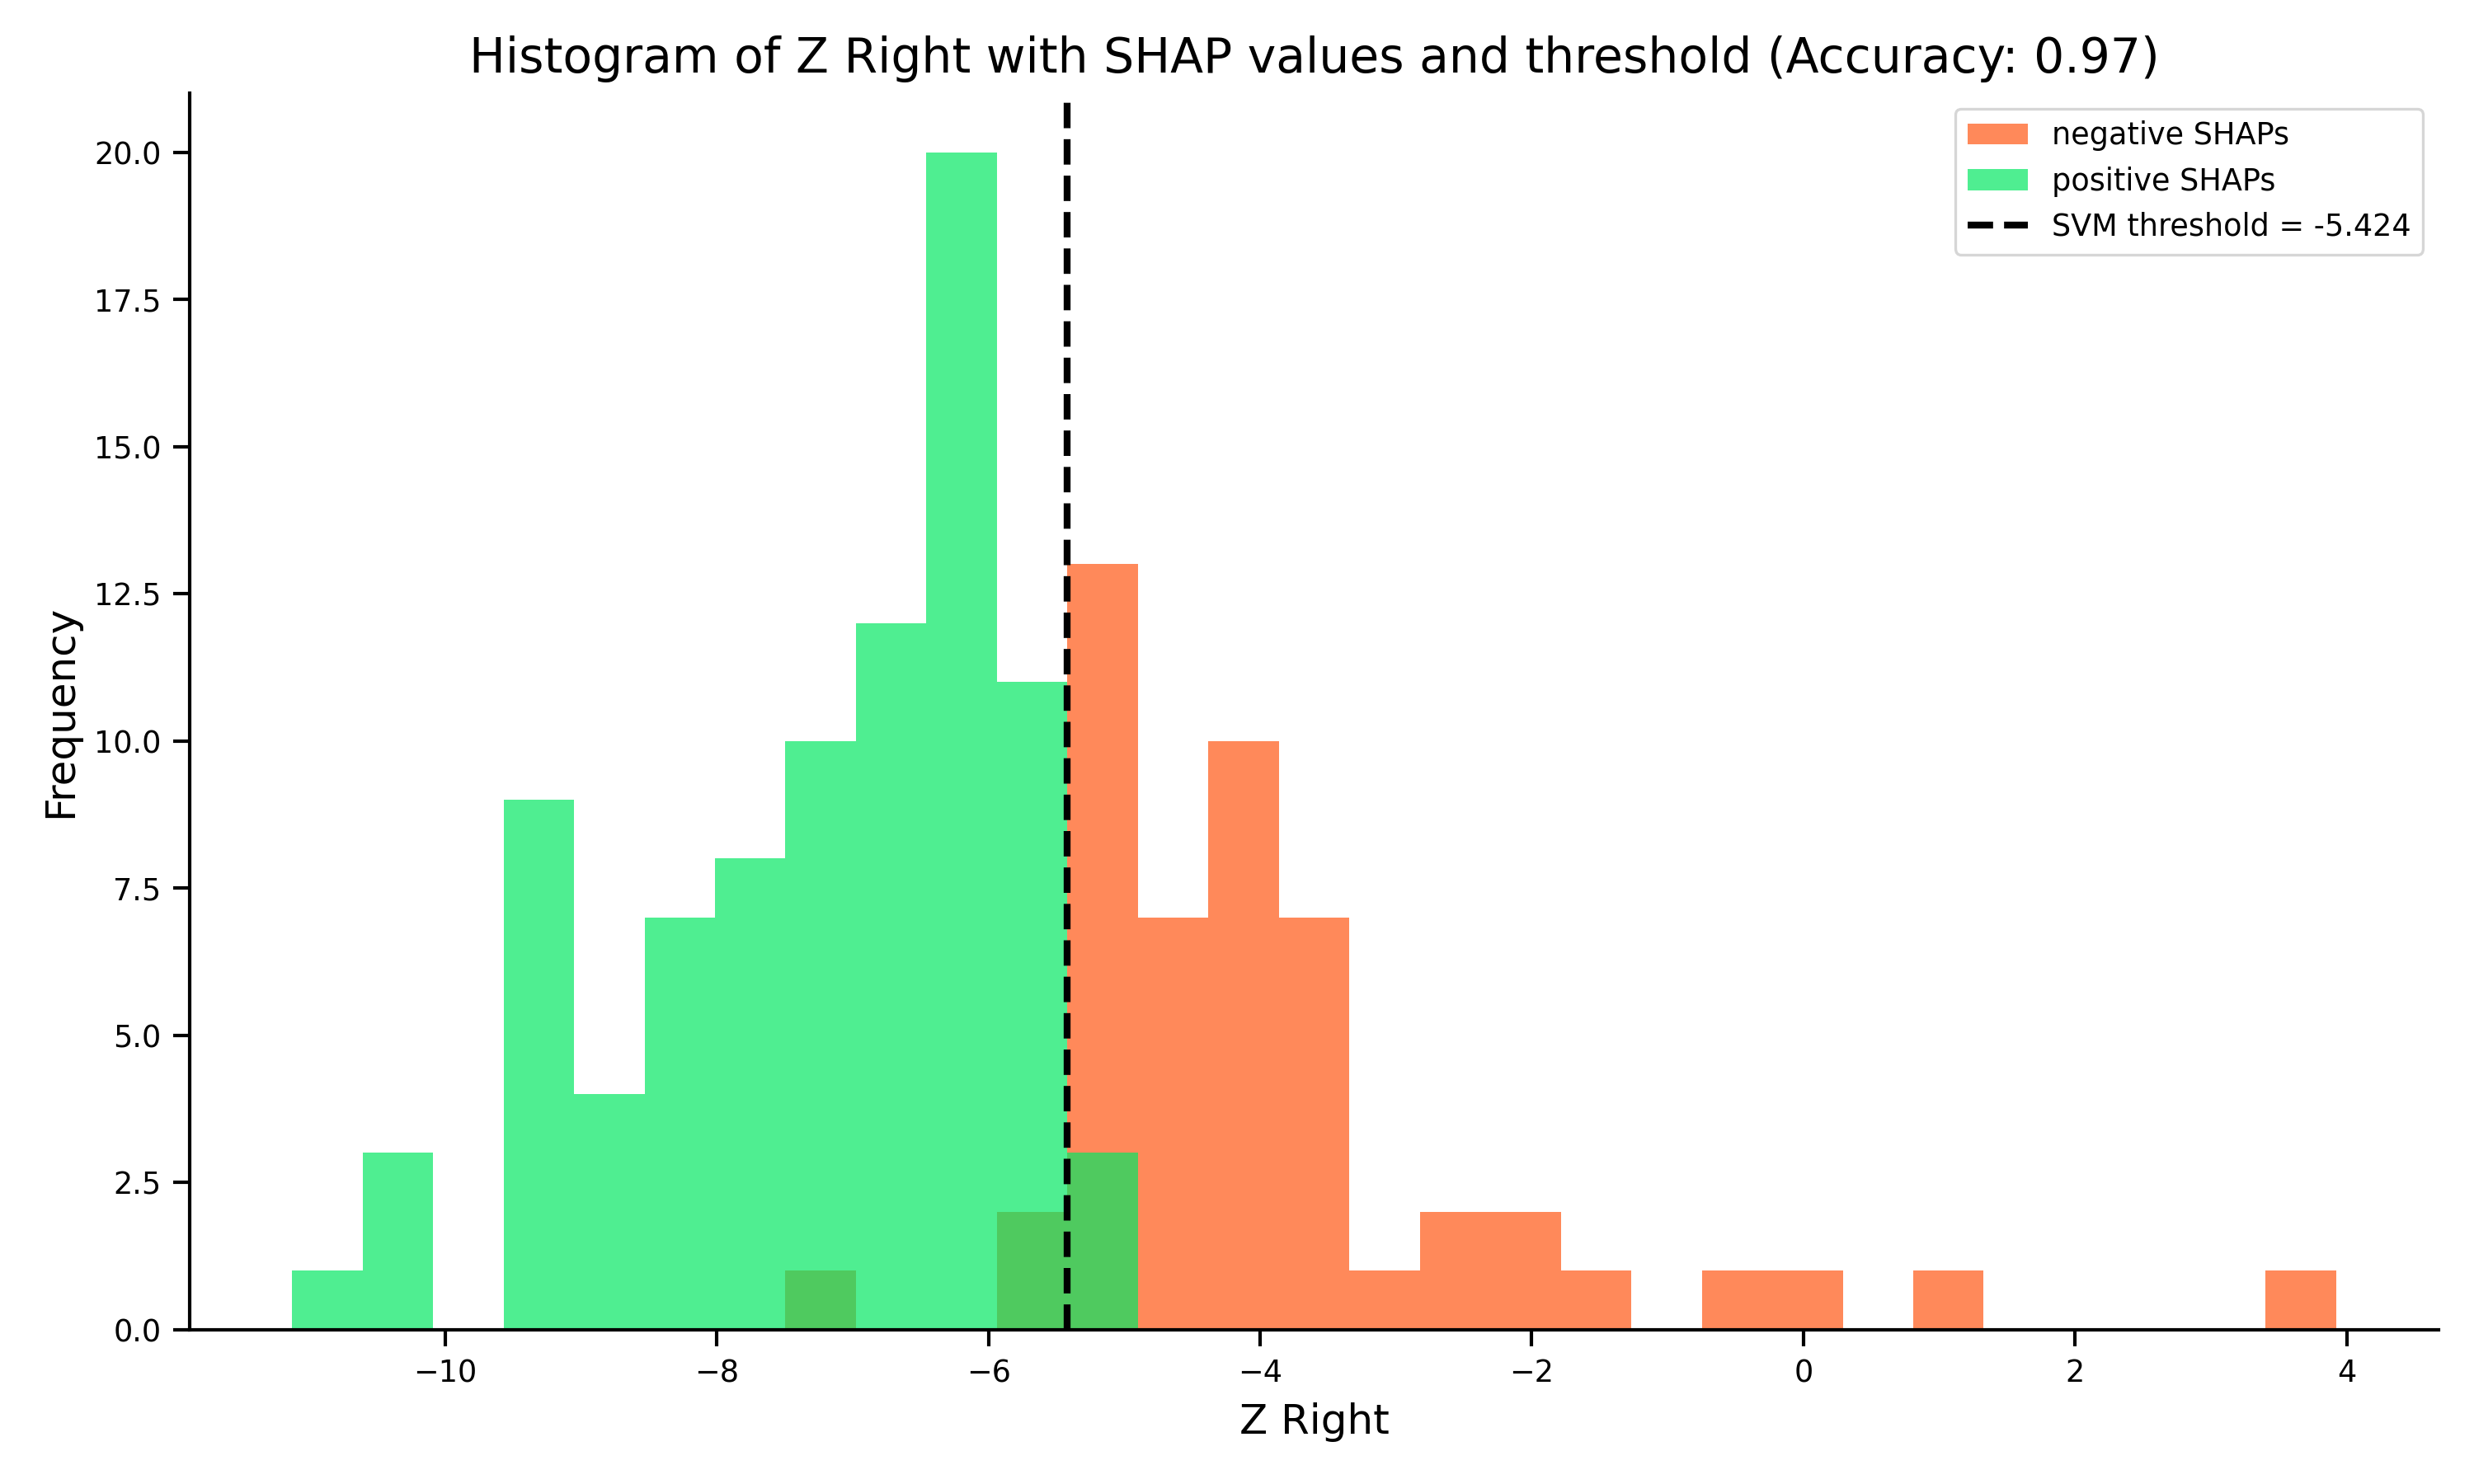 Histogram of Z Right with SHAP values and threshold (Accuracy: 0.97)
negative SHAPs
positive SHAPs
SVM threshold = -5.424
Frequency
20.0
17.5
15.0
12.5
10.0
7.5
5.0
2.5
0.0
−10 −8 −6 −4 −2 0 2 4
Z Right